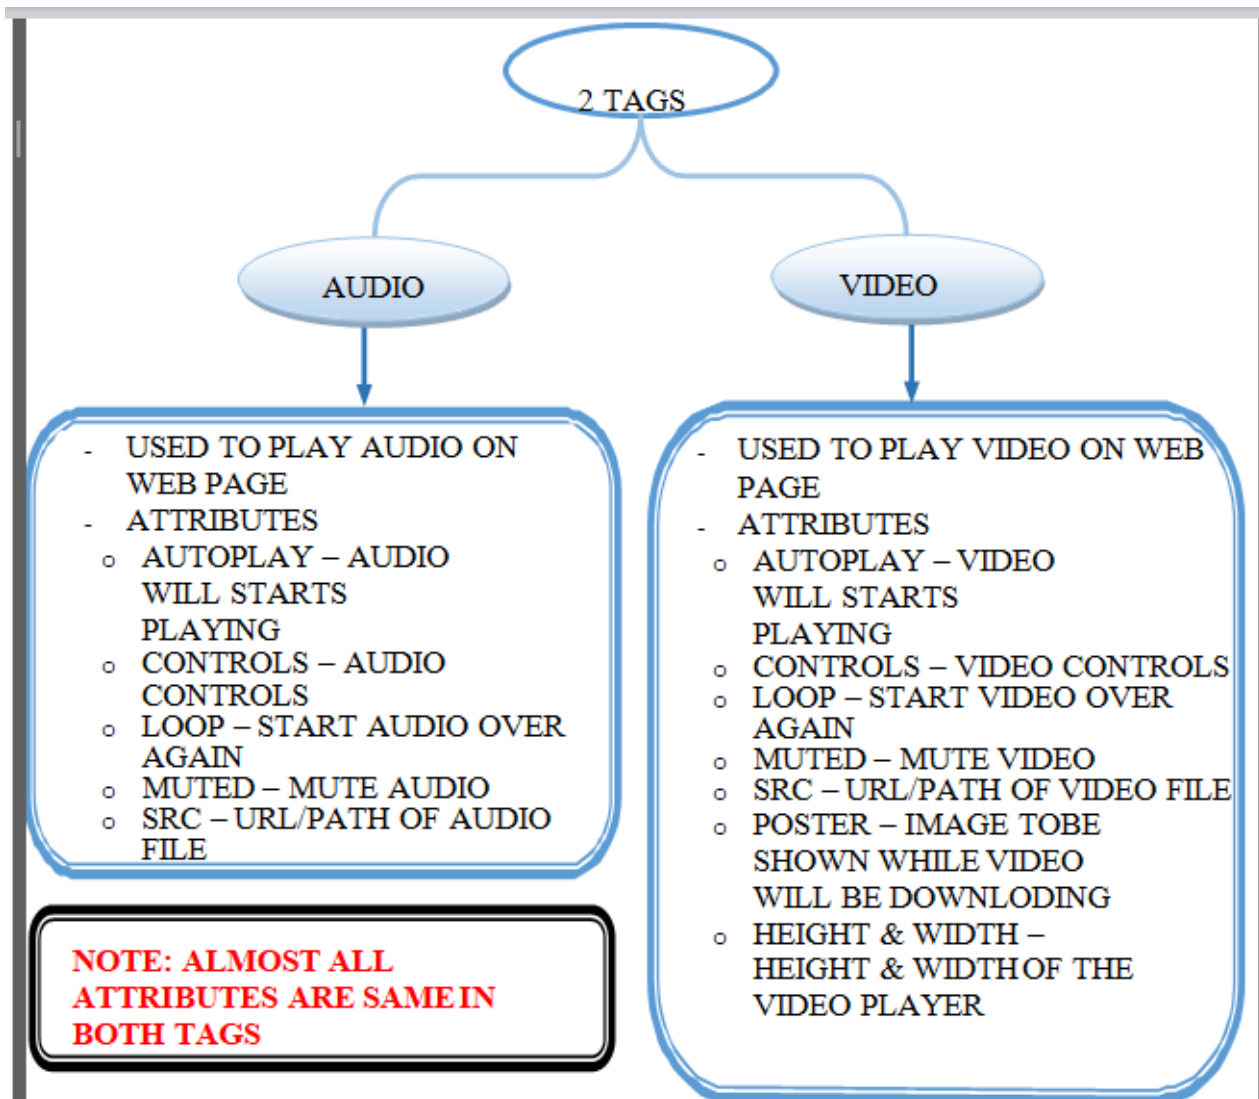 2 TAGS
AUDIO
VIDEO
- USED TO PLAY AUDIO ON
WEB PAGE
- ATTRIBUTES
o AUTOPLAY – AUDIO
WILL STARTS
PLAYING
o CONTROLS – AUDIO
CONTROLS
o LOOP – START AUDIO OVER
AGAIN
o MUTED – MUTE AUDIO
o SRC – URL/PATH OF AUDIO
FILE
NOTE: ALMOST ALL
ATTRIBUTES ARE SAME IN
BOTH TAGS
- USED TO PLAY VIDEO ON WEB
PAGE
- ATTRIBUTES
o AUTOPLAY – VIDEO
WILL STARTS
PLAYING
o CONTROLS – VIDEO CONTROLS
o LOOP – START VIDEO OVER
AGAIN
o MUTED – MUTE VIDEO
o SRC – URL/PATH OF VIDEO FILE
o POSTER – IMAGE TOBE
SHOWN WHILE VIDEO
WILL BE DOWNLODING
o HEIGHT & WIDTH –
HEIGHT & WIDTH OF THE
VIDEO PLAYER